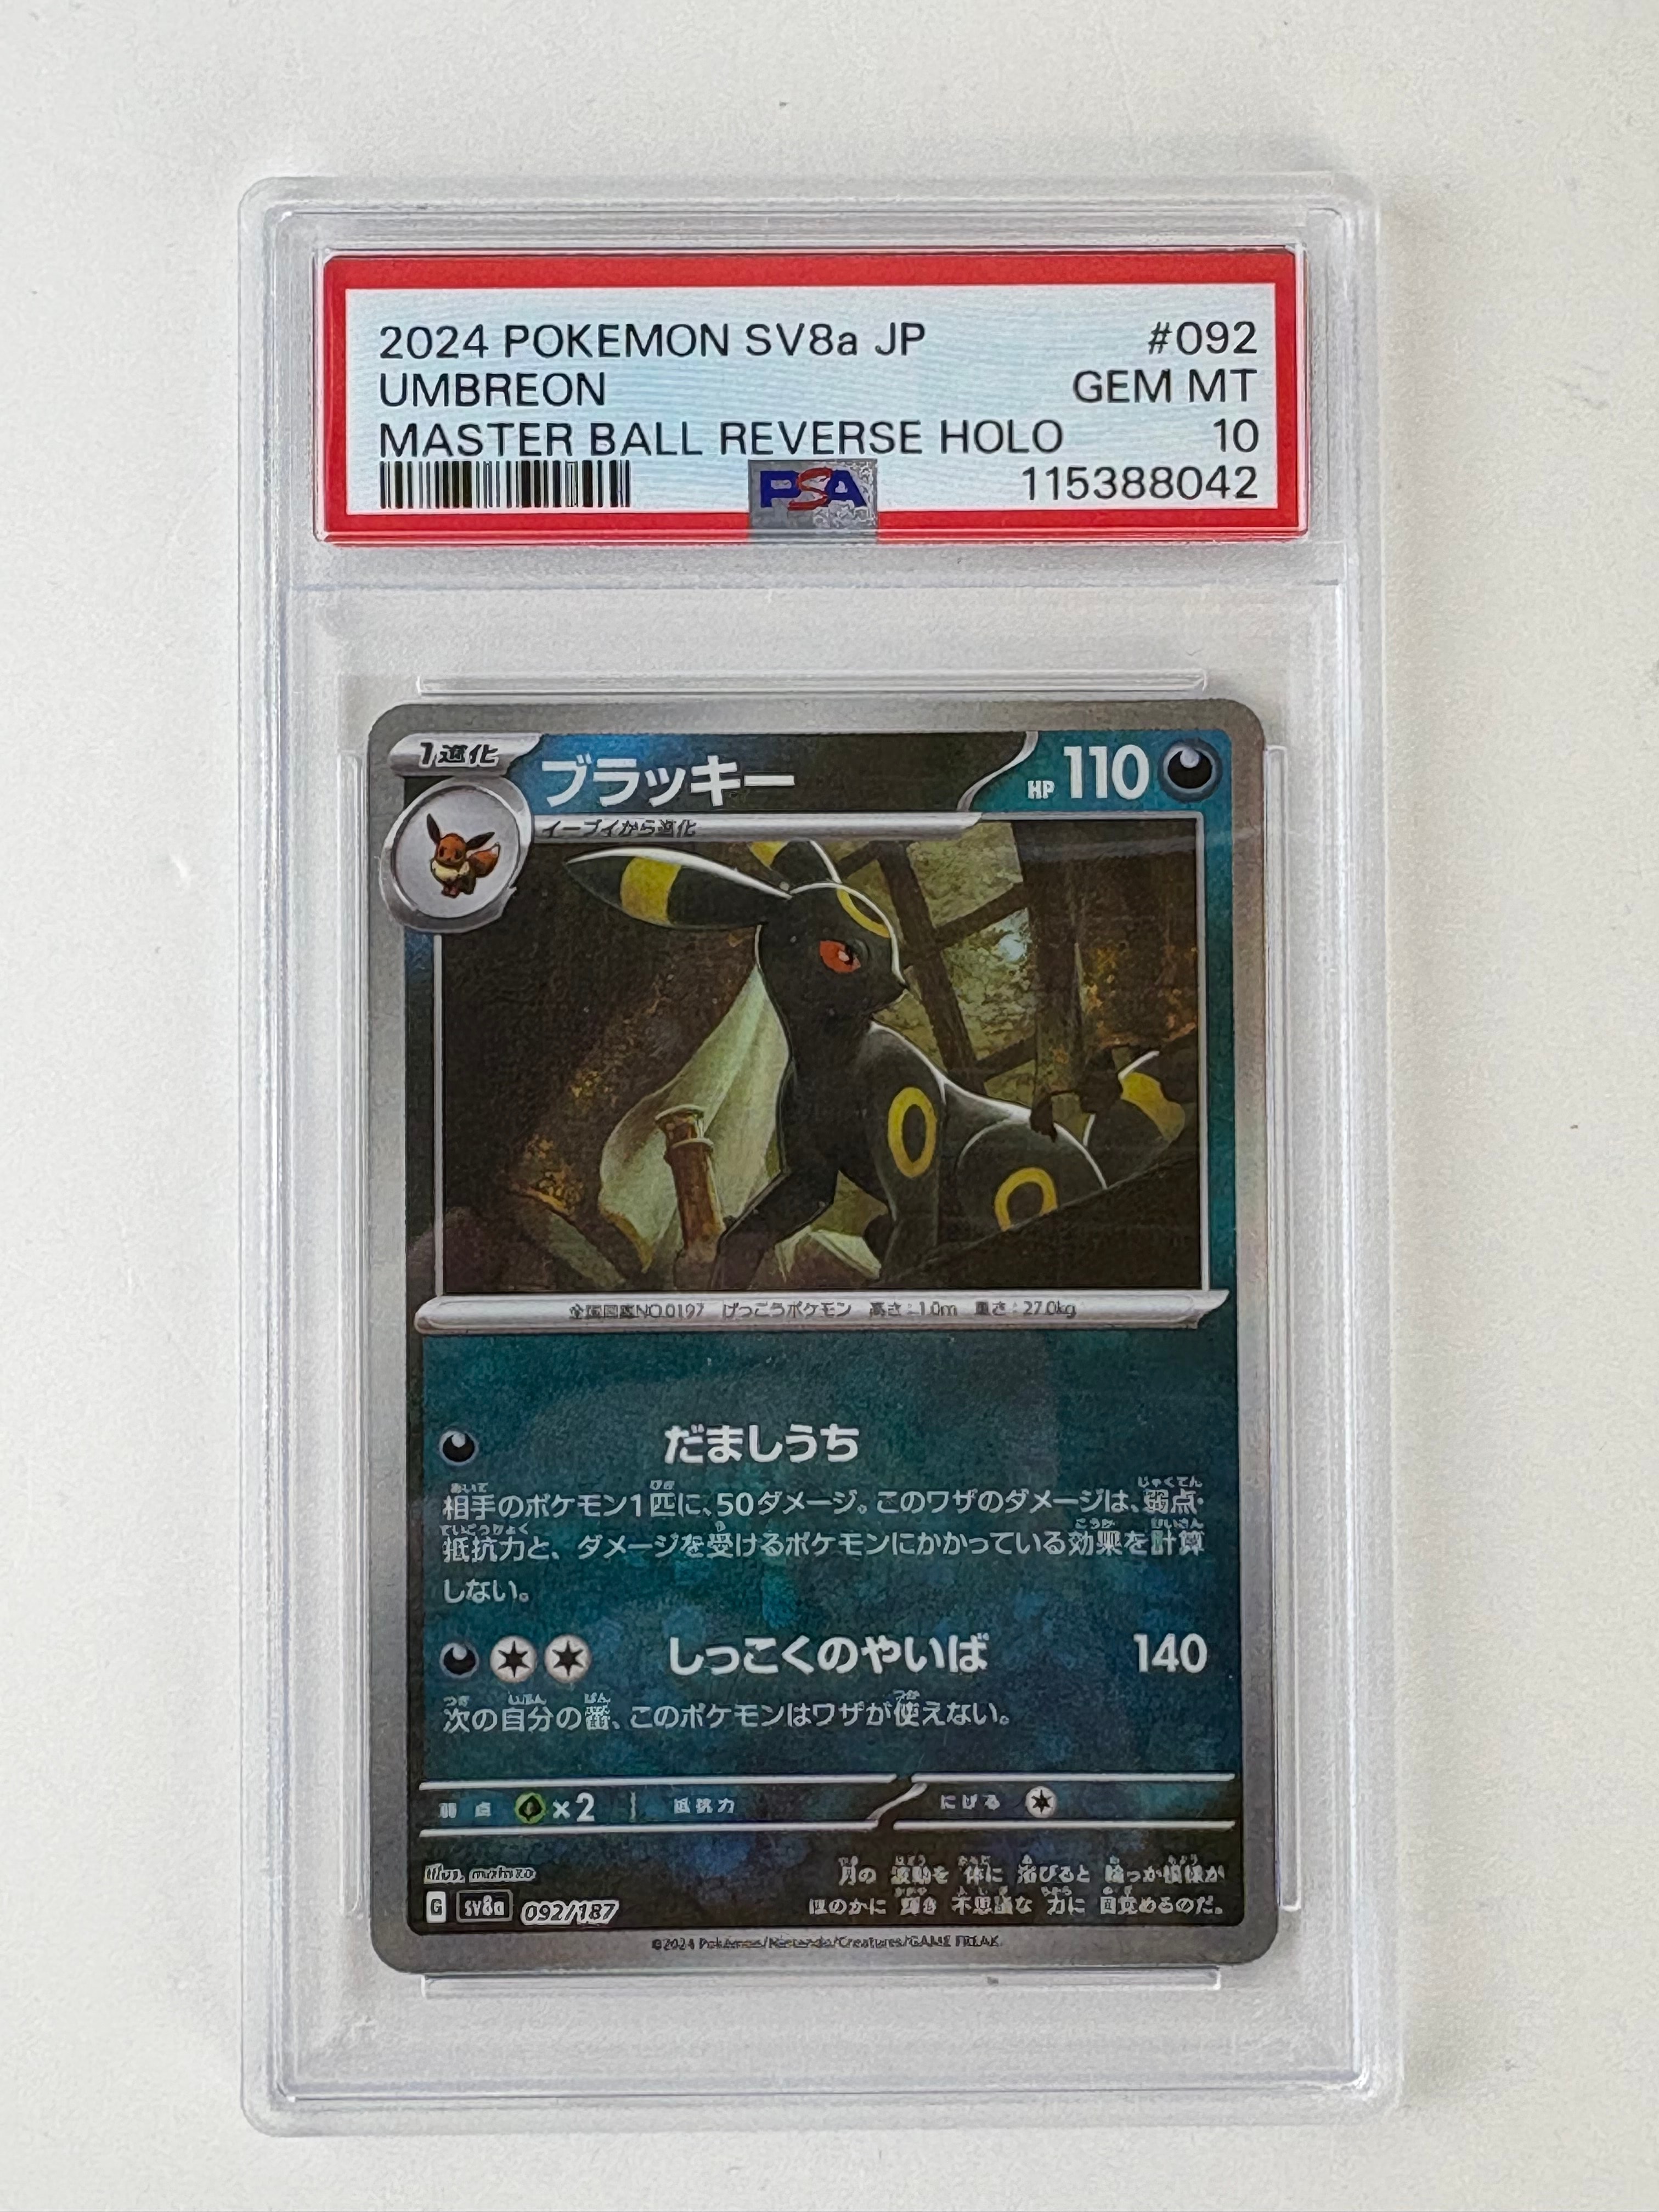 2024 POKEMON SV8a JP #092
UMBREON GEM MT
MASTER BALL REVERSE HOLO 10
PSA 115388042
1進化
ブラッキー HP 110
イーブイから進化
全国図鑑NO.0197 げっこうポケモン 高さ:1.0m 重さ:27.0kg
だましうち
相手のポケモン1匹に、50ダメージ。このワザのダメージは、弱点・
抵抗力と、ダメージを受けるポケモンにかかっている効果を計算
しない。
しっこくのやいば 140
次の自分の番、このポケモンはワザが使えない。
弱点 ×2 抵抗力 にげる
Illus.
月の 波動を 体に 浴びると 輪っか模様が
G sv8a 092/187 ほのかに 輝き 不思議な 力に 目覚めるのだ。
©2024 Pokémon/Nintendo/Creatures/GAME FREAK